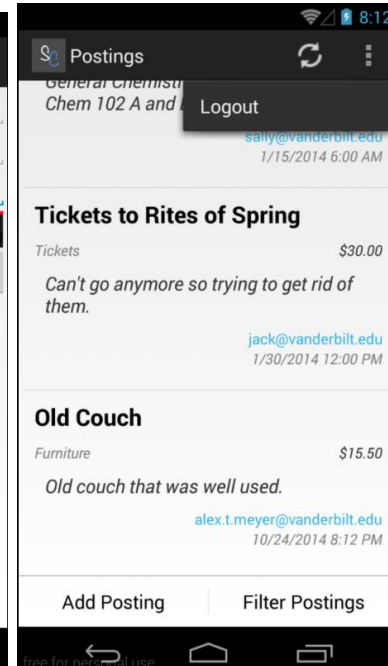 8:12
SC Postings
General Chemist
Chem 102 A and
Logout
sally@vanderbilt.edu
1/15/2014 6:00 AM
Tickets to Rites of Spring
Tickets $30.00
Can't go anymore so trying to get rid of
them.
jack@vanderbilt.edu
1/30/2014 12:00 PM
Old Couch
Furniture $15.50
Old couch that was well used.
alex.t.meyer@vanderbilt.edu
10/24/2014 8:12 PM
Add Posting Filter Postings
free for personal use